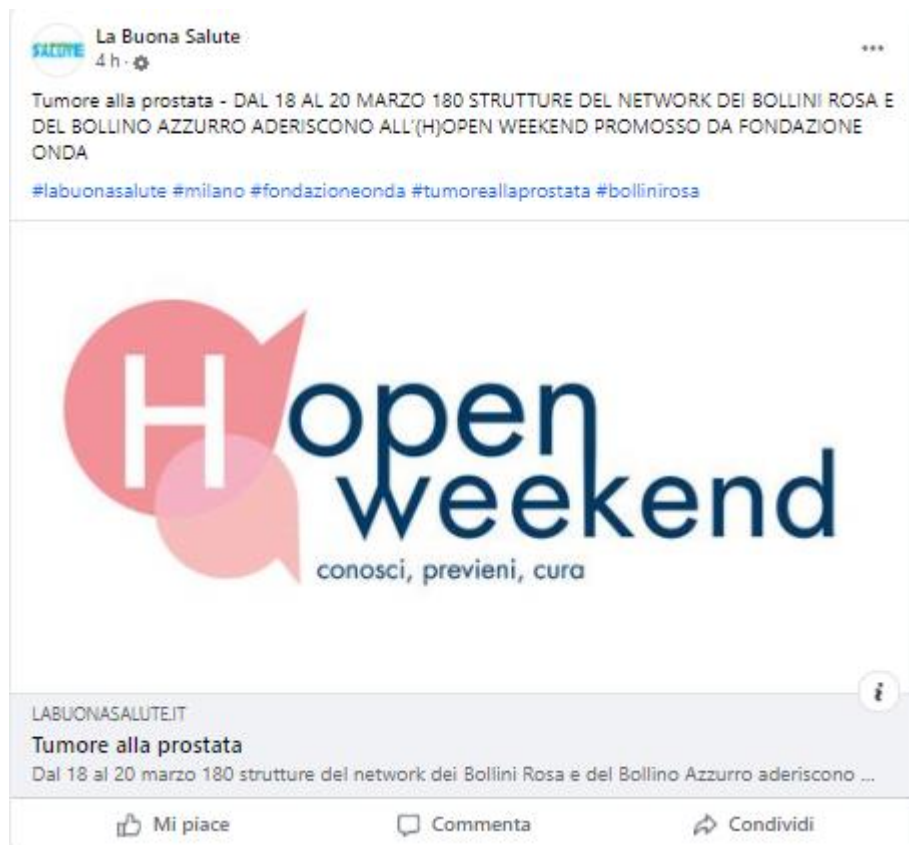 SALUTE
La Buona Salute
4 h ·
Tumore alla prostata - DAL 18 AL 20 MARZO 180 STRUTTURE DEL NETWORK DEI BOLLINI ROSA E
DEL BOLLINO AZZURRO ADERISCONO ALL'(H)OPEN WEEKEND PROMOSSO DA FONDAZIONE
ONDA
#labuonasalute #milano #fondazioneonda #tumoreallaprostata #bollinirosa
H open
weekend
conosci, previeni, cura
i
LABUONASALUTE.IT
Tumore alla prostata
Dal 18 al 20 marzo 180 strutture del network dei Bollini Rosa e del Bollino Azzurro aderiscono ...
Mi piace Commenta Condividi